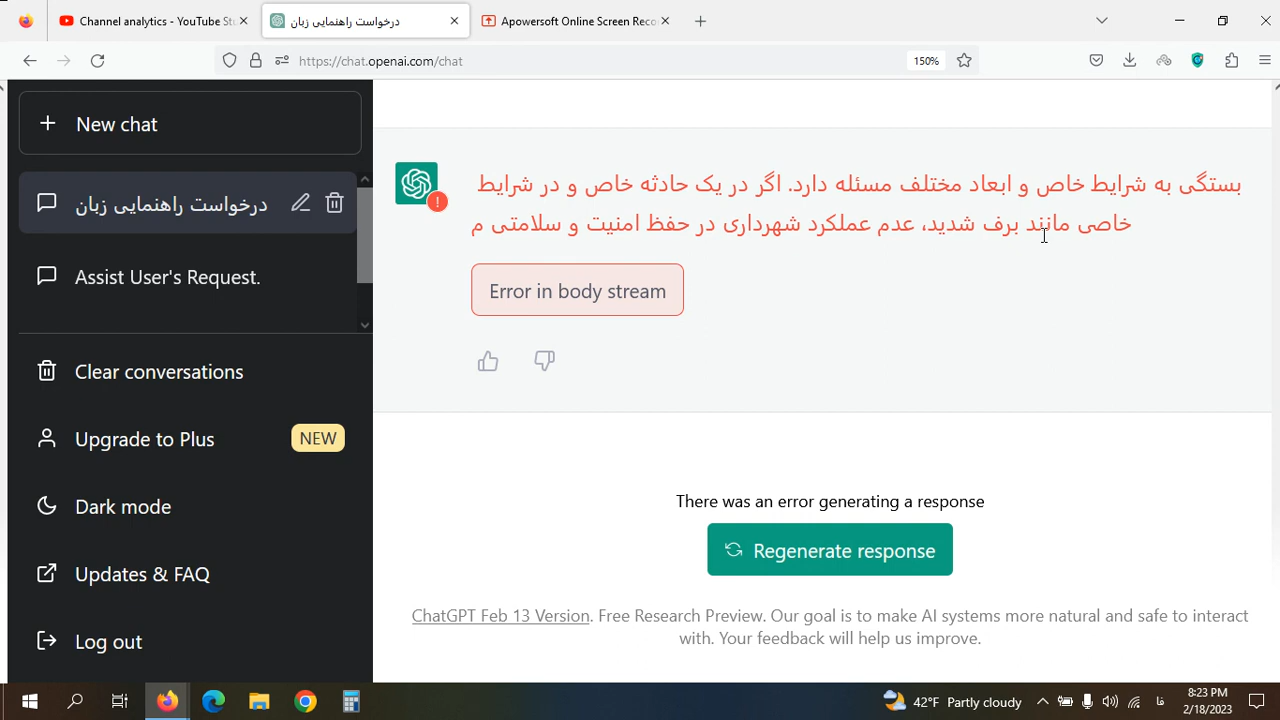 Channel analytics - YouTube Stu
درخواست راهنمایی زبان
Apowersoft Online Screen Reco
https://chat.openai.com/chat
150%
New chat
درخواست راهنمایی زبان
Assist User's Request.
Clear conversations
Upgrade to Plus
NEW
Dark mode
Updates & FAQ
Log out
بستگی به شرایط خاص و ابعاد مختلف مسئله دارد. اگر در یک حادثه خاص و در شرایط
خاصی مانند برف شدید، عدم عملکرد شهرداری در حفظ امنیت و سلامتی م
Error in body stream
There was an error generating a response
Regenerate response
ChatGPT Feb 13 Version. Free Research Preview. Our goal is to make AI systems more natural and safe to interact
with. Your feedback will help us improve.
42°F Partly cloudy
فا
8:23 PM
2/18/2023